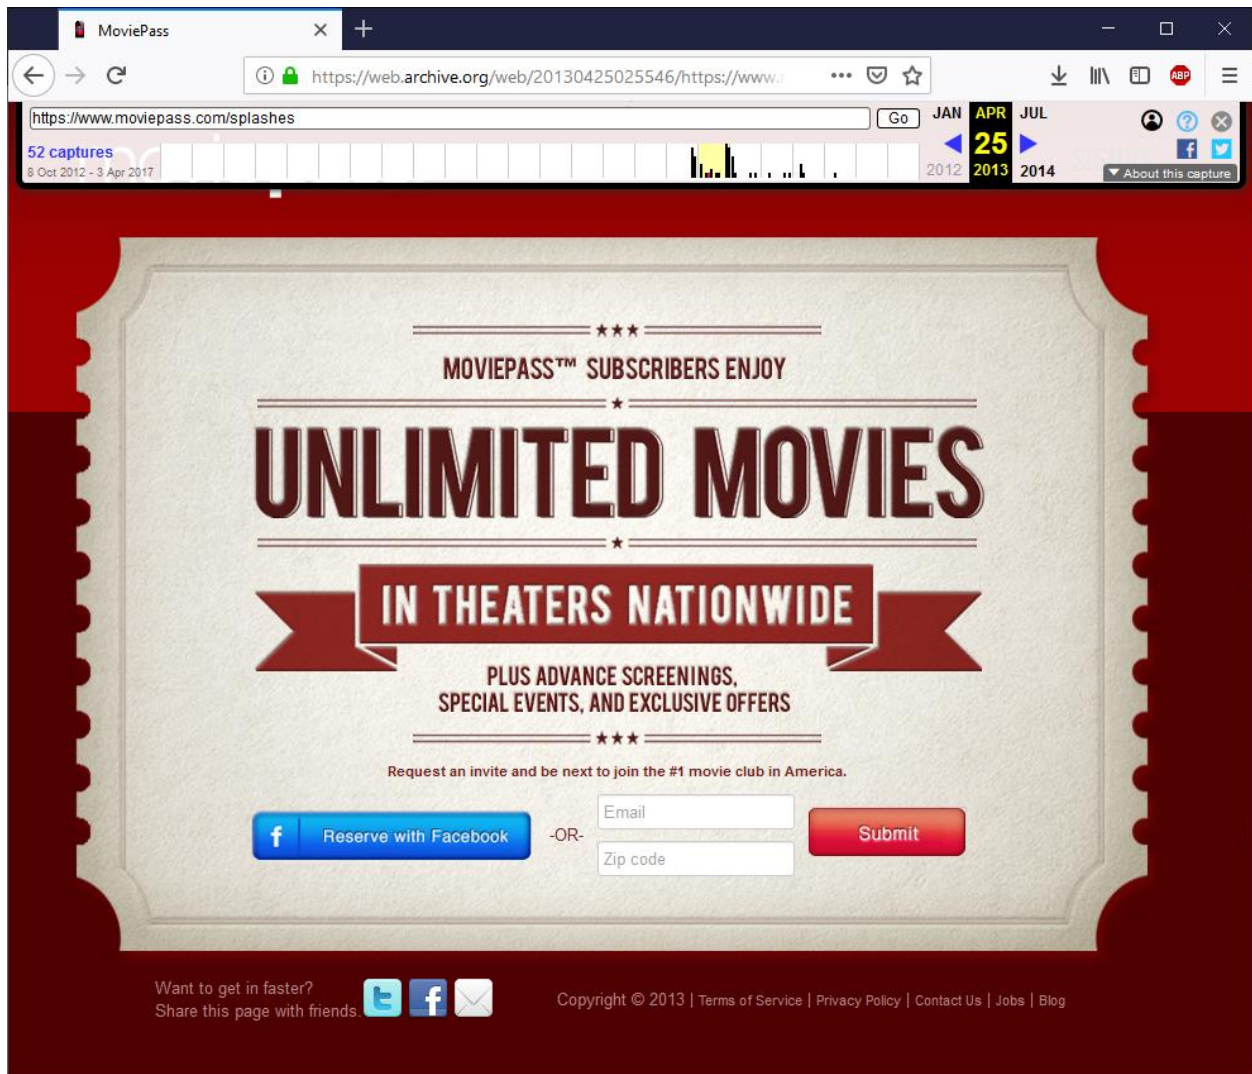 MoviePass
https://web.archive.org/web/20130425025546/https://www.
https://www.moviepass.com/splashes
Go
JAN APR JUL
52 captures
25
8 Oct 2012 - 3 Apr 2017
2012 2013 2014
About this capture
ABP
★★★
MOVIEPASS™ SUBSCRIBERS ENJOY
★
UNLIMITED MOVIES
★
IN THEATERS NATIONWIDE
PLUS ADVANCE SCREENINGS,
SPECIAL EVENTS, AND EXCLUSIVE OFFERS
★★★
Request an invite and be next to join the #1 movie club in America.
f Reserve with Facebook
-OR-
Email
Zip code
Submit
Want to get in faster?
Share this page with friends.
Copyright © 2013 | Terms of Service | Privacy Policy | Contact Us | Jobs | Blog